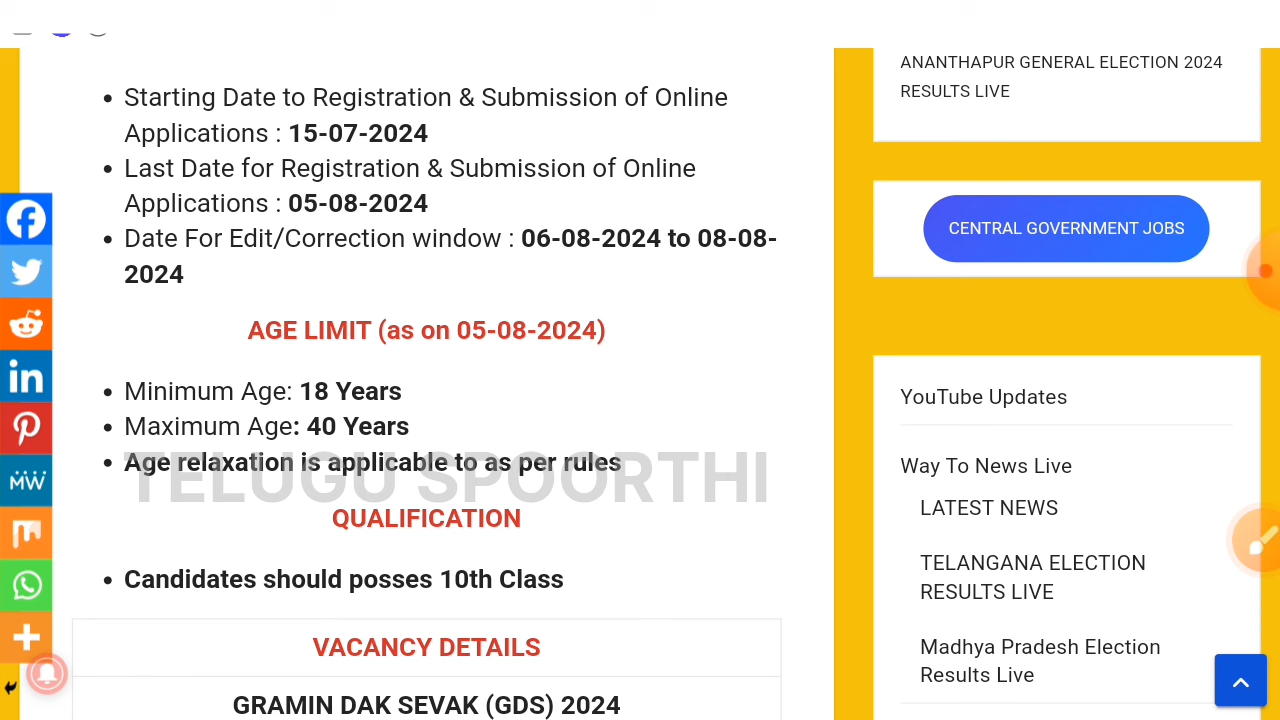 ANANTHAPUR GENERAL ELECTION 2024
RESULTS LIVE
Starting Date to Registration & Submission of Online
Applications : 15-07-2024
Last Date for Registration & Submission of Online
Applications : 05-08-2024
Date For Edit/Correction window : 06-08-2024 to 08-08-
2024
CENTRAL GOVERNMENT JOBS
AGE LIMIT (as on 05-08-2024)
Minimum Age: 18 Years
Maximum Age: 40 Years
Age relaxation is applicable to as per rules
TELUGU SPOORTHI
QUALIFICATION
Candidates should posses 10th Class
VACANCY DETAILS
GRAMIN DAK SEVAK (GDS) 2024
YouTube Updates
Way To News Live
LATEST NEWS
TELANGANA ELECTION
RESULTS LIVE
Madhya Pradesh Election
Results Live